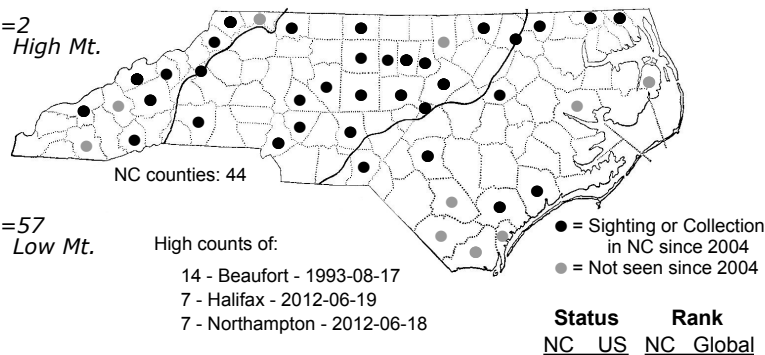 =2
High Mt.
NC counties: 44
=57
Low Mt.
High counts of:
14 - Beaufort - 1993-08-17
7 - Halifax - 2012-06-19
7 - Northampton - 2012-06-18
= Sighting or Collection
in NC since 2004
= Not seen since 2004
Status Rank
NC US NC Global